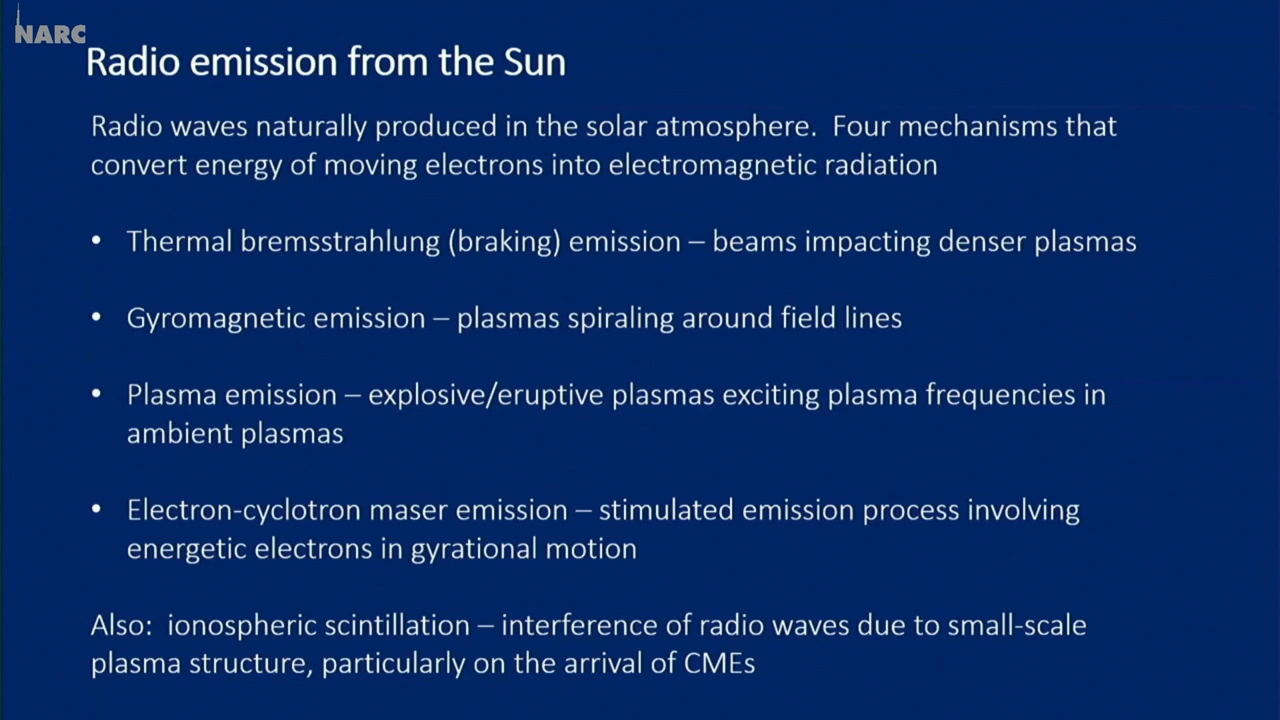 NARC
Radio emission from the Sun
Radio waves naturally produced in the solar atmosphere.  Four mechanisms that
convert energy of moving electrons into electromagnetic radiation
• Thermal bremsstrahlung (braking) emission – beams impacting denser plasmas
• Gyromagnetic emission – plasmas spiraling around field lines
• Plasma emission – explosive/eruptive plasmas exciting plasma frequencies in
ambient plasmas
• Electron-cyclotron maser emission – stimulated emission process involving
energetic electrons in gyrational motion
Also:  ionospheric scintillation – interference of radio waves due to small-scale
plasma structure, particularly on the arrival of CMEs